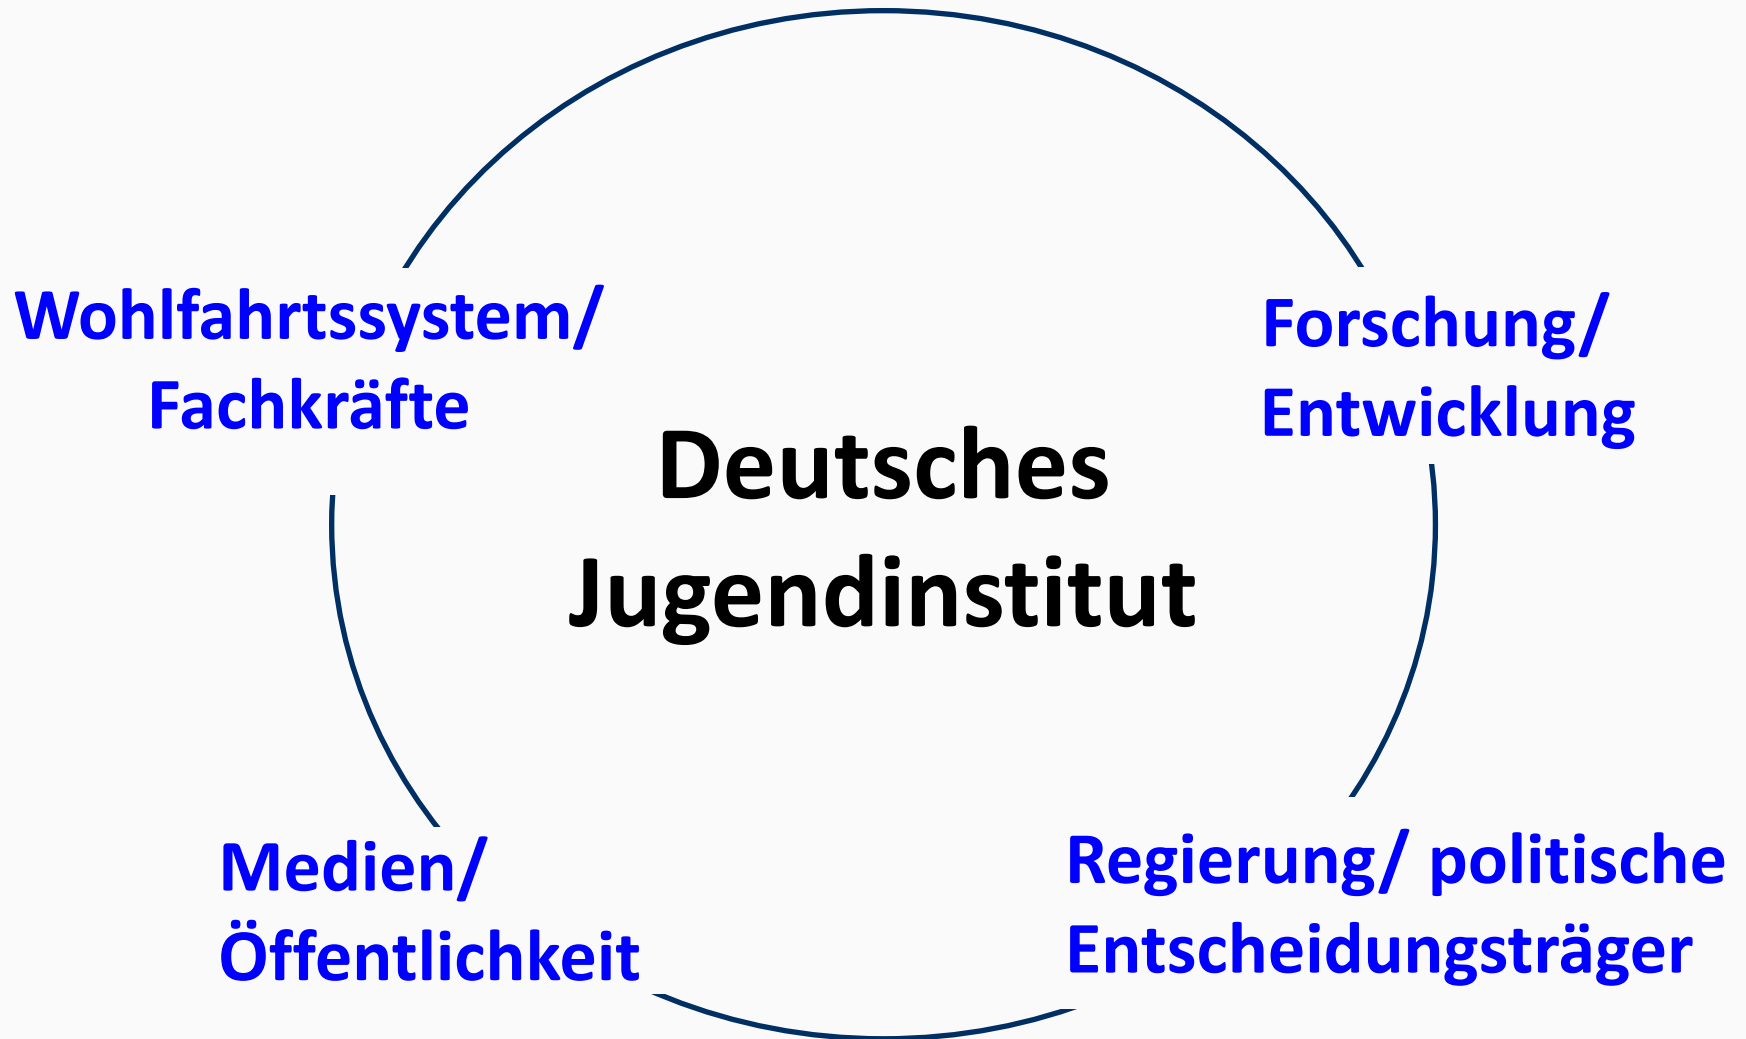 Wohlfahrtssystem/
Fachkräfte
Forschung/
Entwicklung
Deutsches
Jugendinstitut
Medien/
Öffentlichkeit
Regierung/ politische
Entscheidungsträger